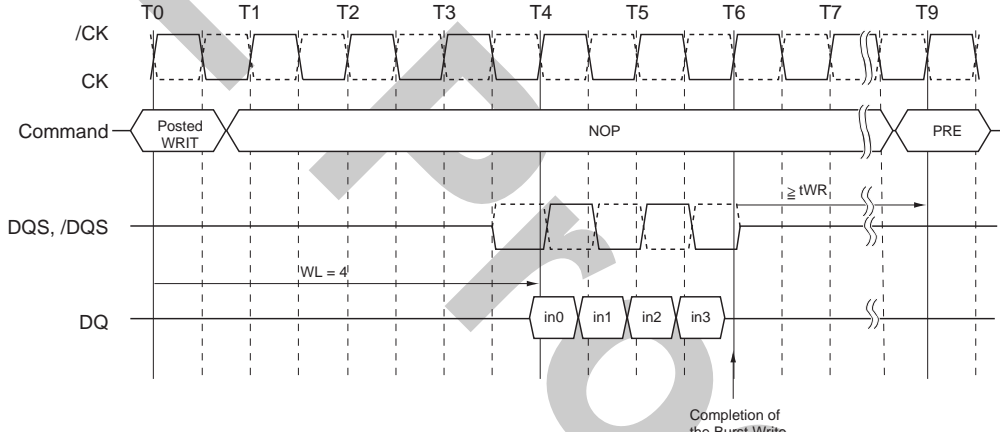 T0 T1 T2 T3 T4 T5 T6 T7 T9
/CK
CK
Command
Posted
WRIT
NOP
PRE
≧ tWR
DQS, /DQS
WL = 4
DQ
in0 in1 in2 in3
Completion of
the Burst Write